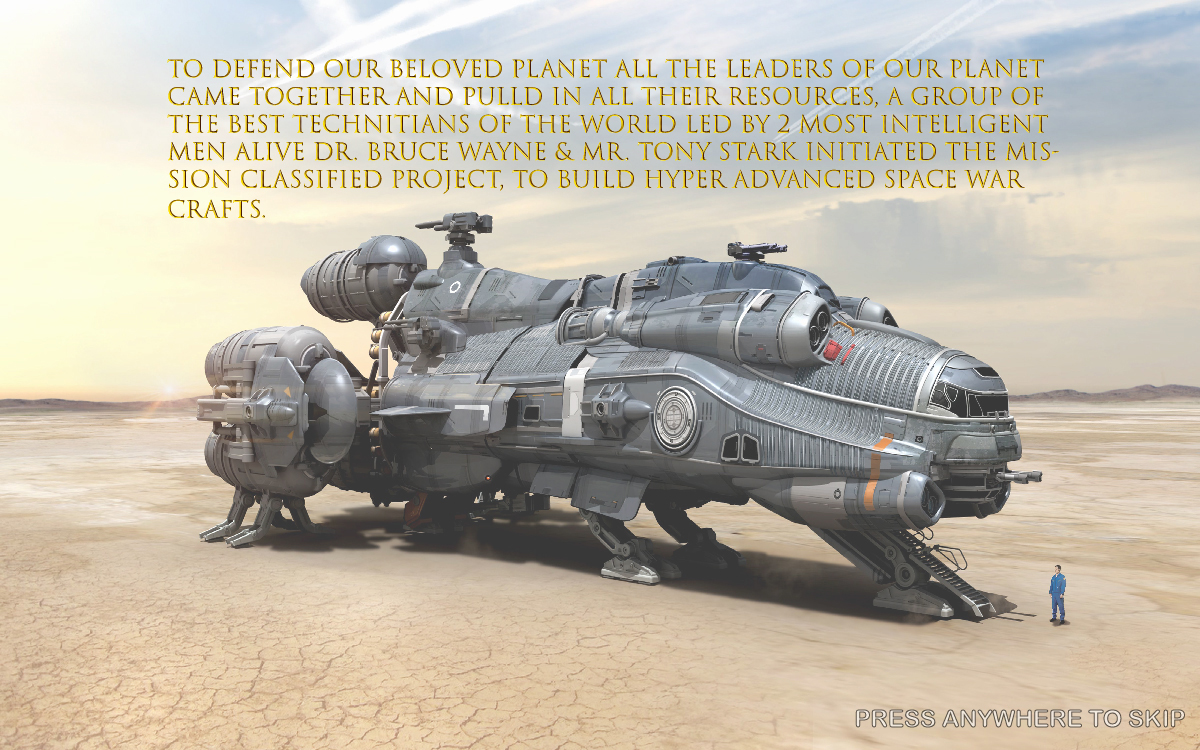 TO DEFEND OUR BELOVED PLANET ALL THE LEADERS OF OUR PLANET
CAME TOGETHER AND PULLD IN ALL THEIR RESOURCES, A GROUP OF
THE BEST TECHNITIANS OF THE WORLD LED BY 2 MOST INTELLIGENT
MEN ALIVE DR. BRUCE WAYNE & MR. TONY STARK INITIATED THE MIS-
SION CLASSIFIED PROJECT, TO BUILD HYPER ADVANCED SPACE WAR
CRAFTS.
PRESS ANYWHERE TO SKIP